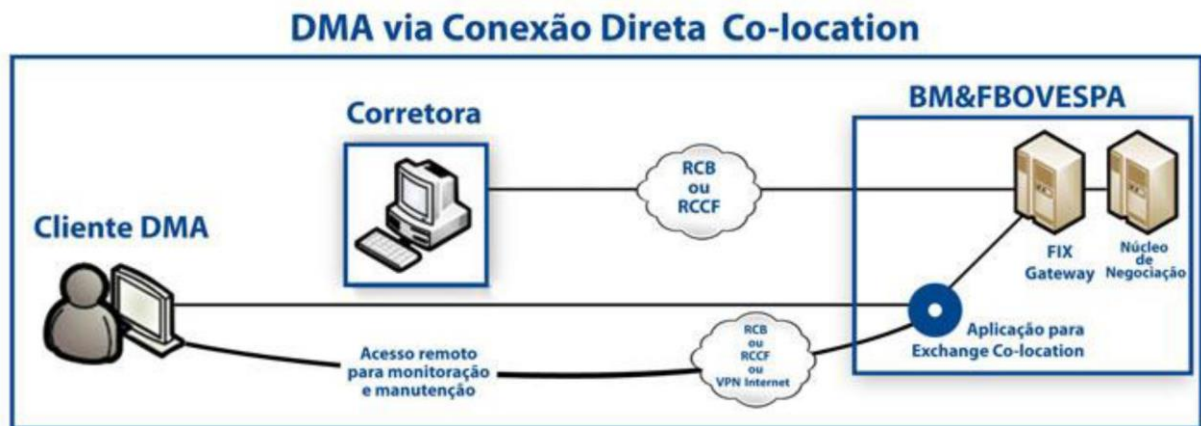 DMA via Conexão Direta Co-location
BM&FBOVESPA
Corretora
RCB
ou
RCCF
Cliente DMA
FIX
Gateway
Núcleo
de
Negociação
Acesso remoto
para monitoração
e manutenção
RCB
ou
RCCF
ou
VPN Internet
Aplicação para
Exchange Co-location